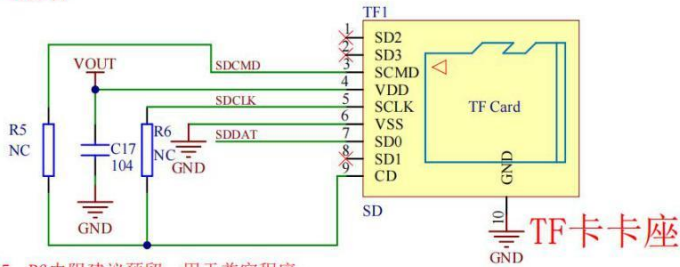 TF1
1 SD2
2 SD3
SDCMD 3 SCMD
VOUT 4 VDD
SDCLK 5 SCLK
6 VSS
SDDAT 7 SD0
8 SD1
9 CD
TF Card
R5
NC
C17
104
R6
NC
GND
GND
GND
SD
10
GND
TF卡卡座